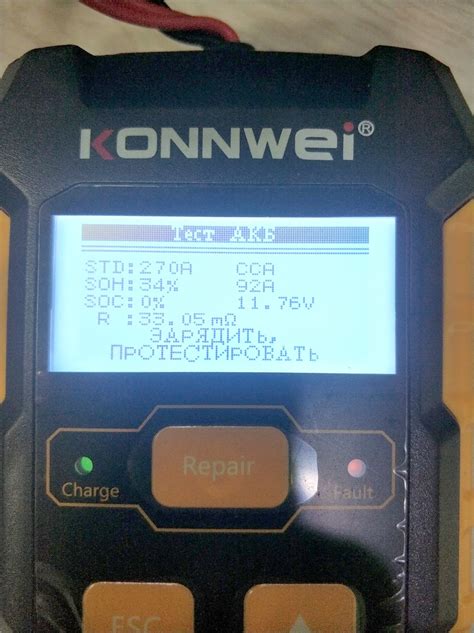 KONNWEI®
Тест АКБ
STD:270A CCA
SOH:34% 92A
SOC:0% 11.76V
R :33.05mΩ
ЗАРЯДИТЬ,
ПРОТЕСТИРОВАТЬ
Charge Repair Fault
ESC